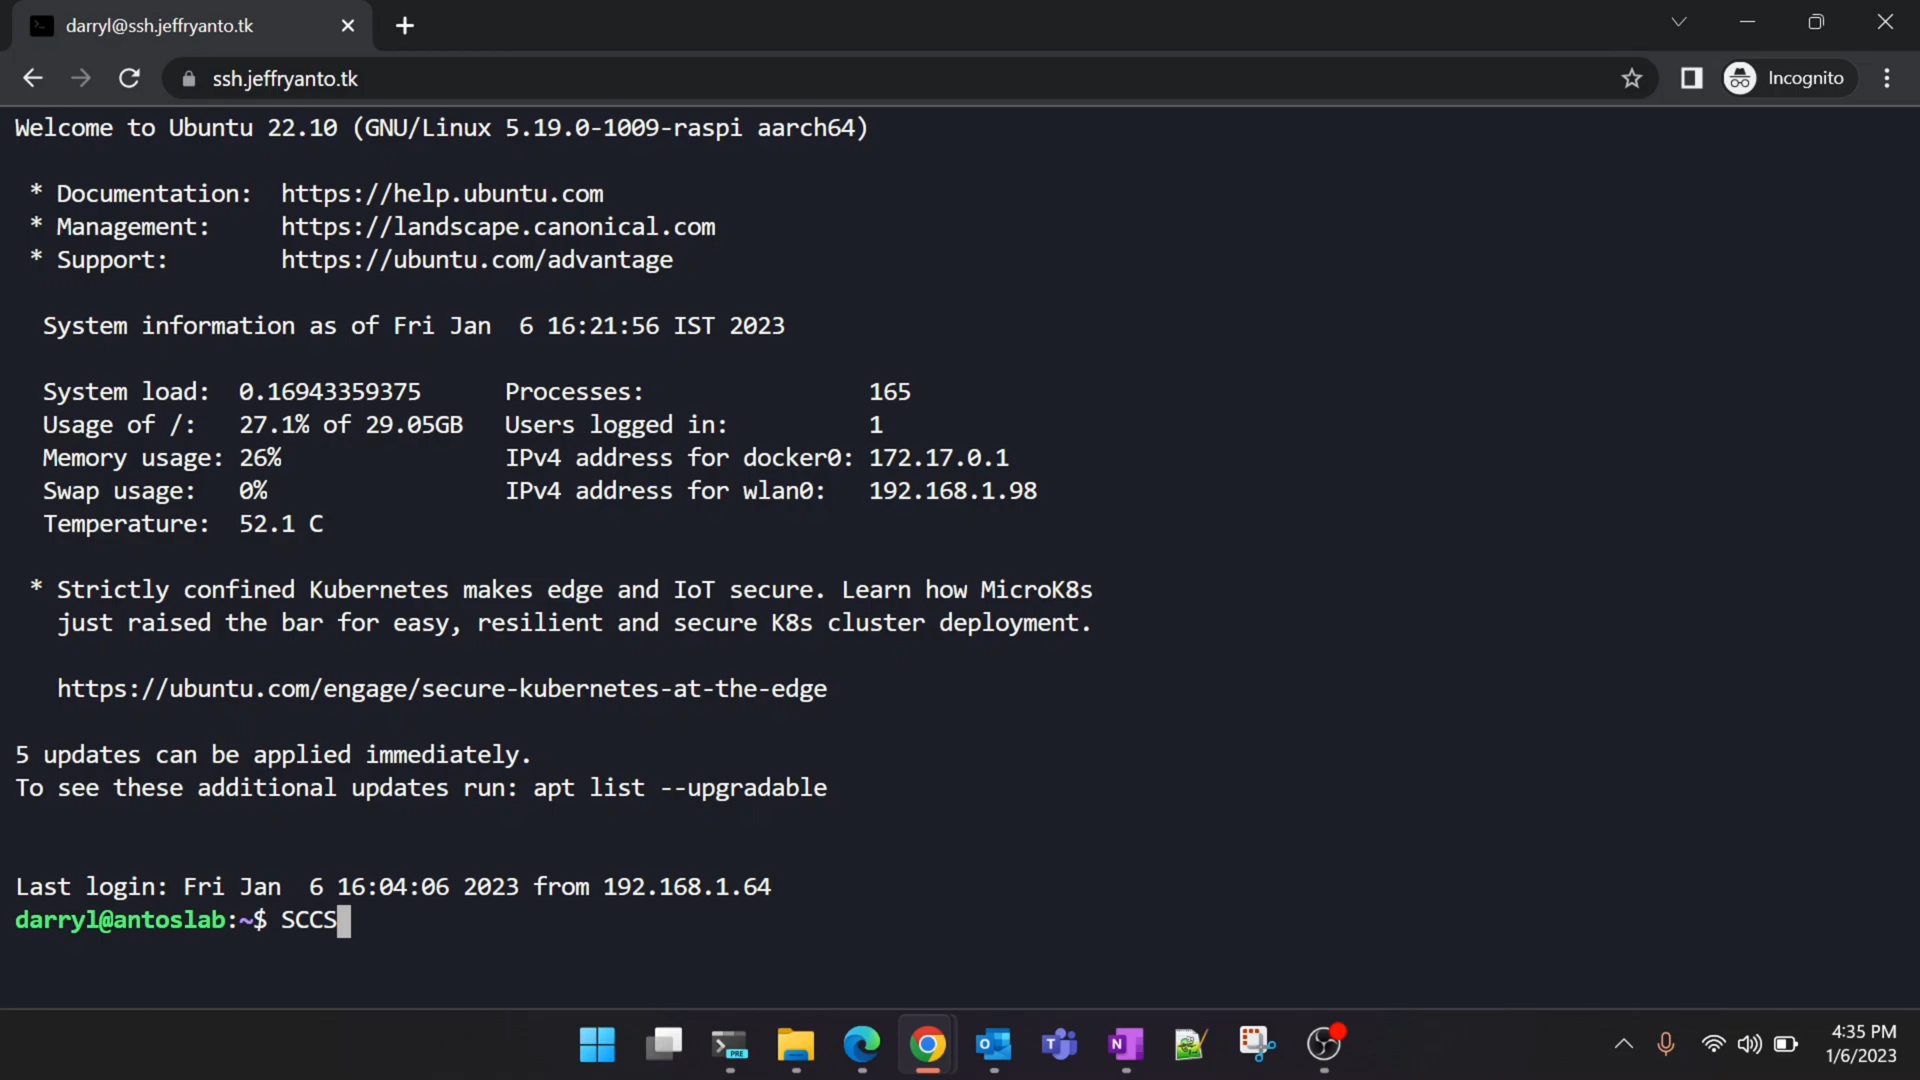 darryl@ssh.jeffryanto.tk
ssh.jeffryanto.tk
Incognito
Welcome to Ubuntu 22.10 (GNU/Linux 5.19.0-1009-raspi aarch64)
* Documentation:  https://help.ubuntu.com
* Management:     https://landscape.canonical.com
* Support:        https://ubuntu.com/advantage
System information as of Fri Jan  6 16:21:56 IST 2023
System load:  0.16943359375      Processes:                165
Usage of /:   27.1% of 29.05GB   Users logged in:          1
Memory usage: 26%                IPv4 address for docker0: 172.17.0.1
Swap usage:   0%                 IPv4 address for wlan0:   192.168.1.98
Temperature:  52.1 C
* Strictly confined Kubernetes makes edge and IoT secure. Learn how MicroK8s
just raised the bar for easy, resilient and secure K8s cluster deployment.
https://ubuntu.com/engage/secure-kubernetes-at-the-edge
5 updates can be applied immediately.
To see these additional updates run: apt list --upgradable
Last login: Fri Jan  6 16:04:06 2023 from 192.168.1.64
darryl@antoslab:~$ SCCS
PRE
4:35 PM
1/6/2023